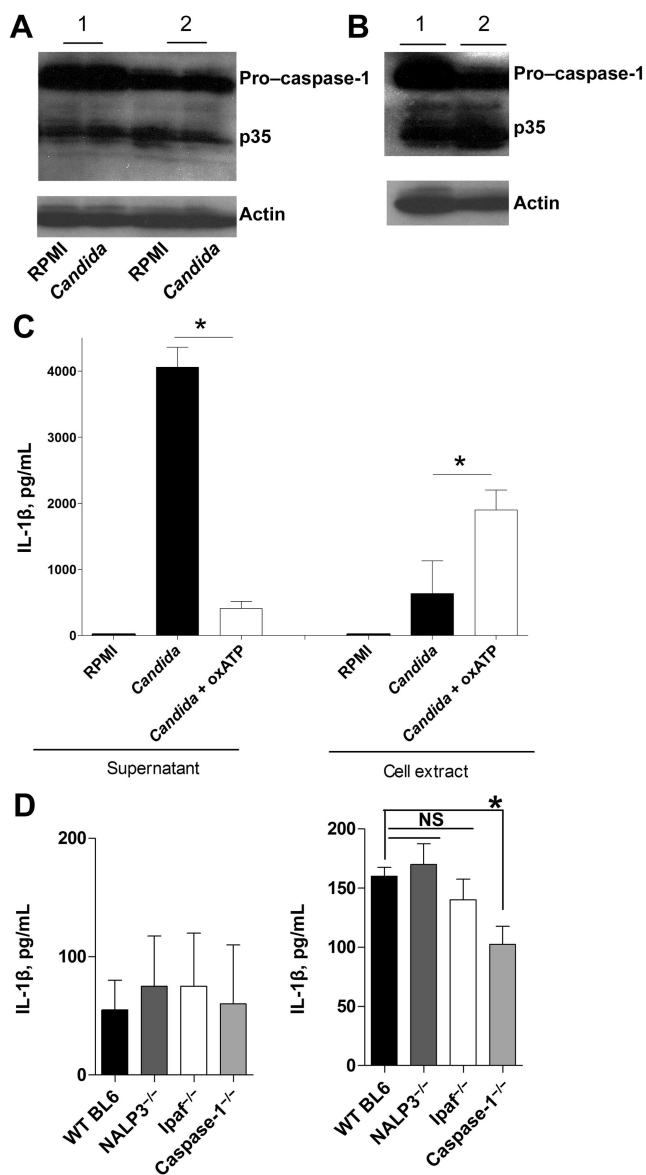 A
1 2
Pro–caspase-1
p35
Actin
RPMI Candida RPMI Candida
B
1 2
Pro–caspase-1
p35
Actin
C
IL-1β, pg/mL
4000
3000
2000
1000
0
RPMI Candida Candida + oxATP RPMI Candida Candida + oxATP
* *
Supernatant Cell extract
D
IL-1β, pg/mL
200
100
0
WT BL6 NALP3⁻/⁻ Ipaf⁻/⁻ Caspase-1⁻/⁻
IL-1β, pg/mL
200
150
100
50
0
NS *
WT BL6 NALP3⁻/⁻ Ipaf⁻/⁻ Caspase-1⁻/⁻